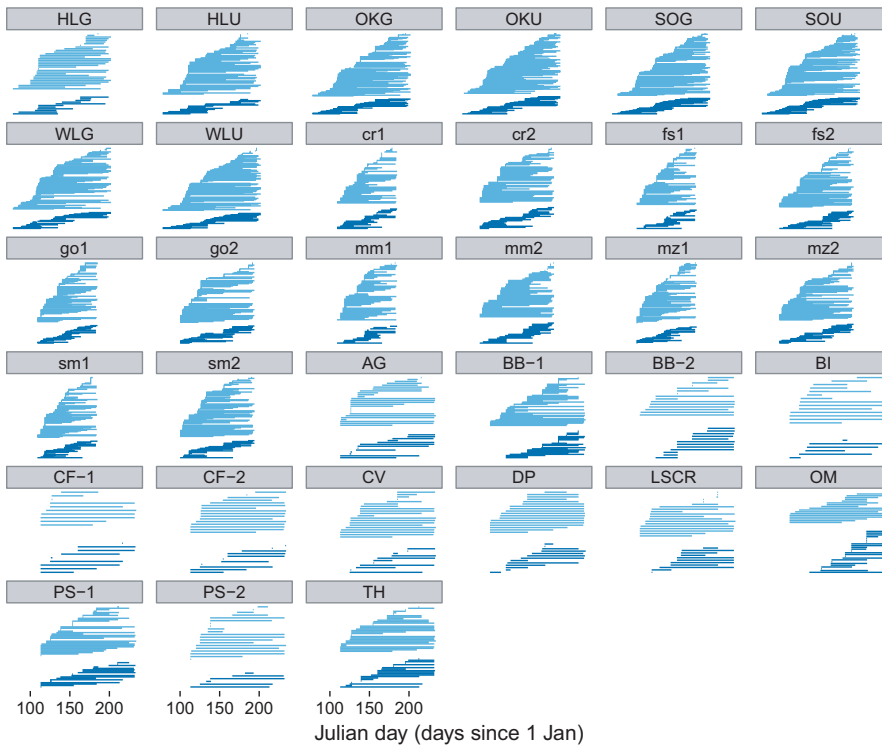 HLG HLU OKG OKU SOG SOU
WLG WLU cr1 cr2 fs1 fs2
go1 go2 mm1 mm2 mz1 mz2
sm1 sm2 AG BB−1 BB−2 BI
CF−1 CF−2 CV DP LSCR OM
PS−1 PS−2 TH
100 150 200 100 150 200 100 150 200
Julian day (days since 1 Jan)